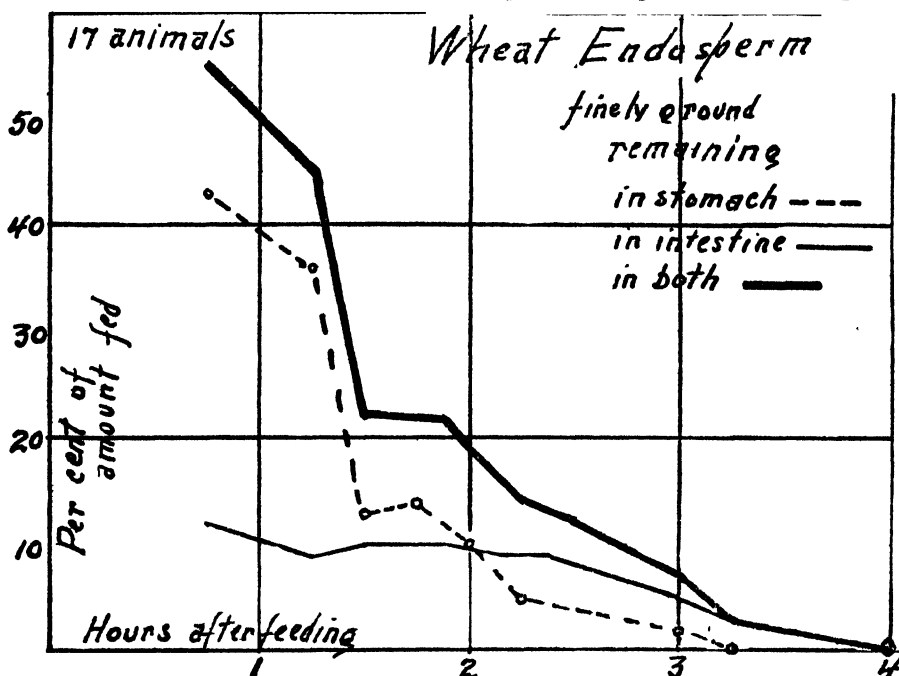 17 animals
Wheat Endosperm
finely ground
remaining
in stomach
in intestine
in both
50
40
30
20
10
Per cent of
amount fed
Hours after feeding
1
2
3
4